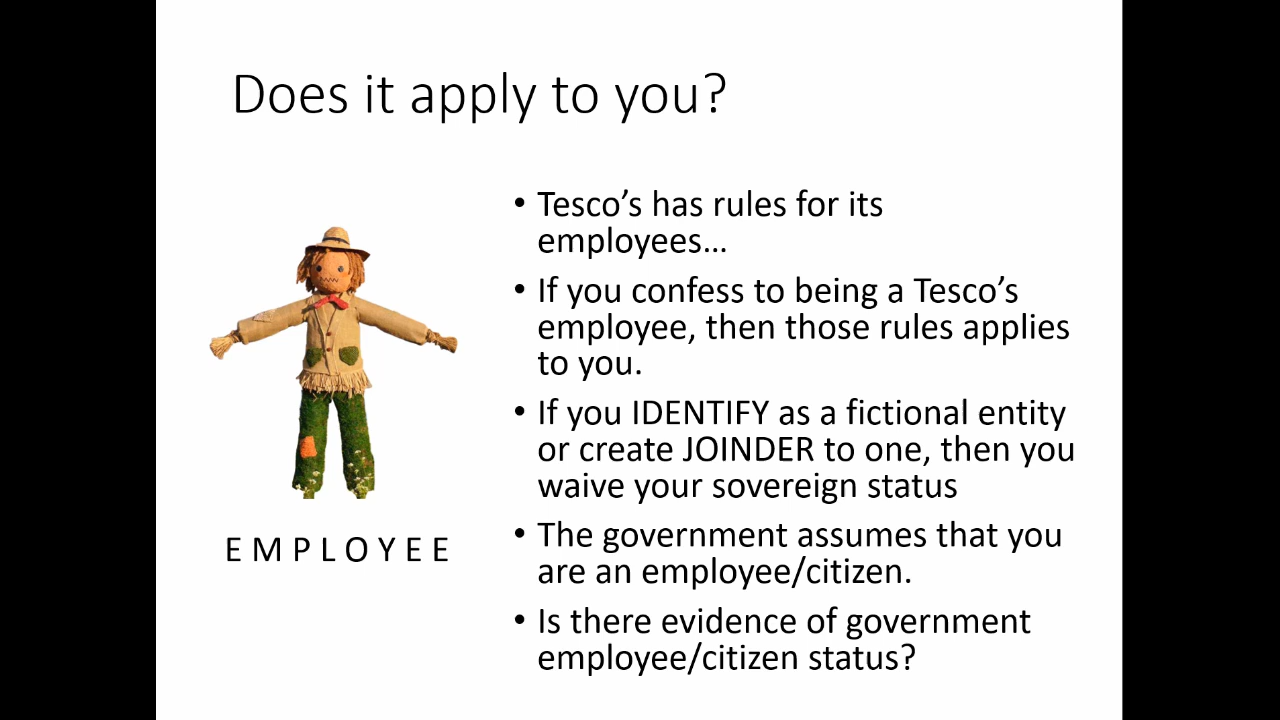 Does it apply to you?
• Tesco’s has rules for its
employees…
• If you confess to being a Tesco’s
employee, then those rules applies
to you.
• If you IDENTIFY as a fictional entity
or create JOINDER to one, then you
waive your sovereign status
• The government assumes that you
are an employee/citizen.
• Is there evidence of government
employee/citizen status?
E M P L O Y E E